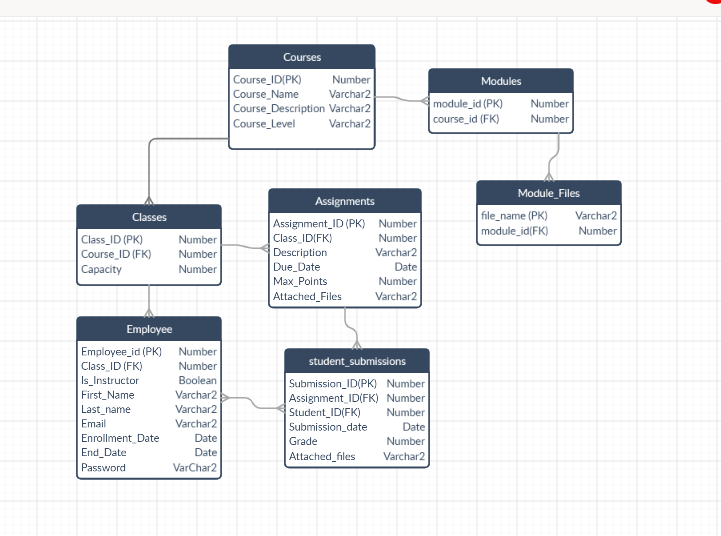 Courses
Course_ID(PK) Number
Course_Name Varchar2
Course_Description Varchar2
Course_Level Varchar2
Modules
module_id (PK) Number
course_id (FK) Number
Module_Files
file_name (PK) Varchar2
module_id(FK) Number
Classes
Class_ID (PK) Number
Course_ID (FK) Number
Capacity Number
Assignments
Assignment_ID (PK) Number
Class_ID(FK) Number
Description Varchar2
Due_Date Date
Max_Points Number
Attached_Files Varchar2
Employee
Employee_id (PK) Number
Class_ID (FK) Number
Is_Instructor Boolean
First_Name Varchar2
Last_name Varchar2
Email Varchar2
Enrollment_Date Date
End_Date Date
Password VarChar2
student_submissions
Submission_ID(PK) Number
Assignment_ID(FK) Number
Student_ID(FK) Number
Submission_date Date
Grade Number
Attached_files Varchar2